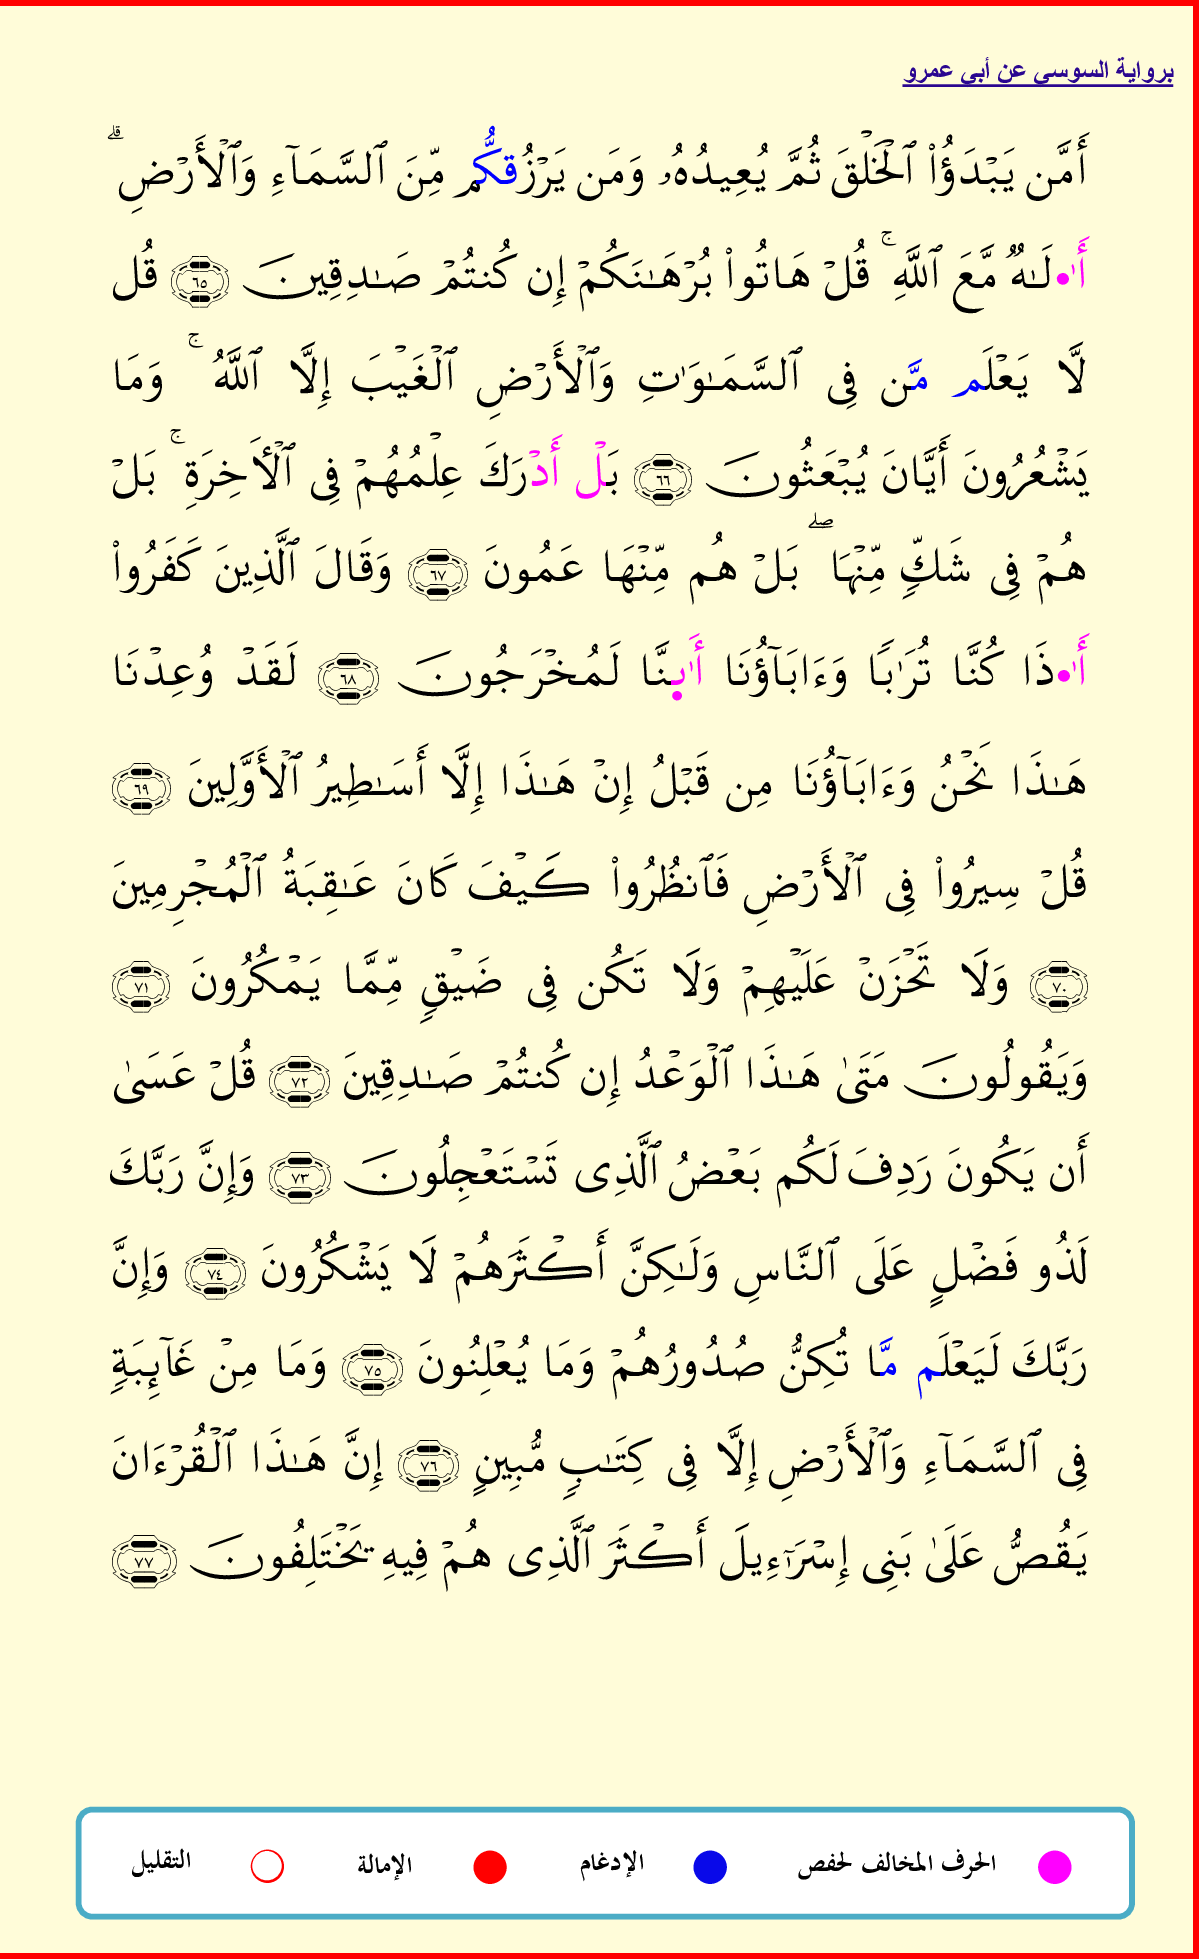 برواية السوسي عن أبي عمرو
أَمَّن يَبْدَؤُاْ ٱلْخَلْقَ ثُمَّ يُعِيدُهُۥ وَمَن يَرْزُقكُّم مِّنَ ٱلسَّمَآءِ وَٱلْأَرْضِ ۗ
أَ ٰ۬لَـٰهٌ مَّعَ ٱللَّهِ ۚ قُلْ هَاتُواْ بُرْهَـٰنَكُمْ إِن كُنتُمْ صَـٰدِقِينَ ٦٥ قُل
لَّا يَعْلَم مَّن فِى ٱلسَّمَـٰوَٰتِ وَٱلْأَرْضِ ٱلْغَيْبَ إِلَّا ٱللَّهُ ۚ وَمَا
يَشْعُرُونَ أَيَّانَ يُبْعَثُونَ ٦٦ بَلْ أَدْرَكَ عِلْمُهُمْ فِى ٱلْأَخِرَةِ ۚ بَلْ
هُمْ فِى شَكٍّ مِّنْهَا ۖ بَلْ هُم مِّنْهَا عَمُونَ ٦٧ وَقَالَ ٱلَّذِينَ كَفَرُواْ
أَ ٰ۬ذَا كُنَّا تُرَٰبًا وَءَابَآؤُنَا أَ ٰ۪نَّا لَمُخْرَجُونَ ٦٨ لَقَدْ وُعِدْنَا
هَـٰذَا نَحْنُ وَءَابَآؤُنَا مِن قَبْلُ إِنْ هَـٰذَا إِلَّا أَسَـٰطِيرُ ٱلْأَوَّلِينَ ٦٩
قُلْ سِيرُواْ فِى ٱلْأَرْضِ فَٱنظُرُواْ كَيْفَ كَانَ عَـٰقِبَةُ ٱلْمُجْرِمِينَ
٧٠ وَلَا تَحْزَنْ عَلَيْهِمْ وَلَا تَكُن فِى ضَيْقٍ مِّمَّا يَمْكُرُونَ ٧١
وَيَقُولُونَ مَتَىٰ هَـٰذَا ٱلْوَعْدُ إِن كُنتُمْ صَـٰدِقِينَ ٧٢ قُلْ عَسَىٰ
أَن يَكُونَ رَدِفَ لَكُم بَعْضُ ٱلَّذِى تَسْتَعْجِلُونَ ٧٣ وَإِنَّ رَبَّكَ
لَذُو فَضْلٍ عَلَى ٱلنَّاسِ وَلَـٰكِنَّ أَكْثَرَهُمْ لَا يَشْكُرُونَ ٧٤ وَإِنَّ
رَبَّكَ لَيَعْلَم مَّا تُكِنُّ صُدُورُهُمْ وَمَا يُعْلِنُونَ ٧٥ وَمَا مِنْ غَآئِبَةٍ
فِى ٱلسَّمَآءِ وَٱلْأَرْضِ إِلَّا فِى كِتَـٰبٍ مُّبِينٍ ٧٦ إِنَّ هَـٰذَا ٱلْقُرْءَانَ
يَقُصُّ عَلَىٰ بَنِى إِسْرَٰٓءِيلَ أَكْثَرَ ٱلَّذِى هُمْ فِيهِ يَخْتَلِفُونَ ٧٧
الحرف المخالف لحفص الإدغام الإمالة التقليل